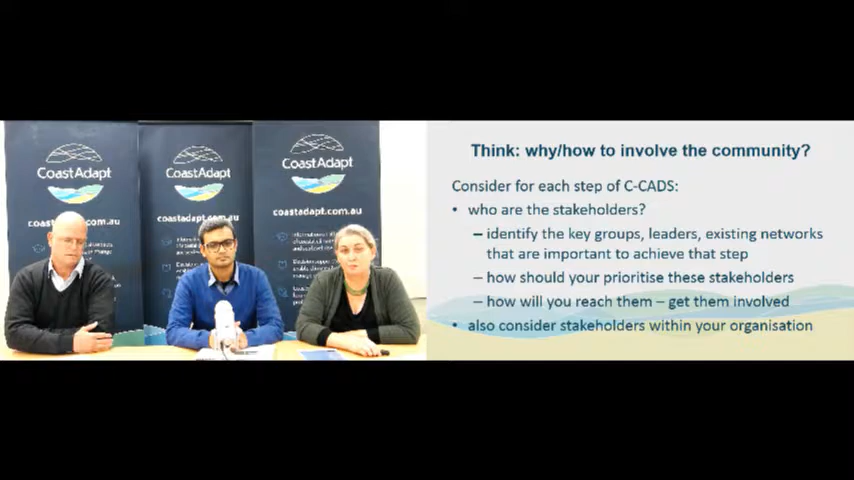 CoastAdapt
CoastAdapt
CoastAdapt
coastadapt.com.au
coastadapt.com.au
Think: why/how to involve the community?
Consider for each step of C-CADS:
• who are the stakeholders?
– identify the key groups, leaders, existing networks
that are important to achieve that step
– how should your prioritise these stakeholders
– how will you reach them – get them involved
• also consider stakeholders within your organisation